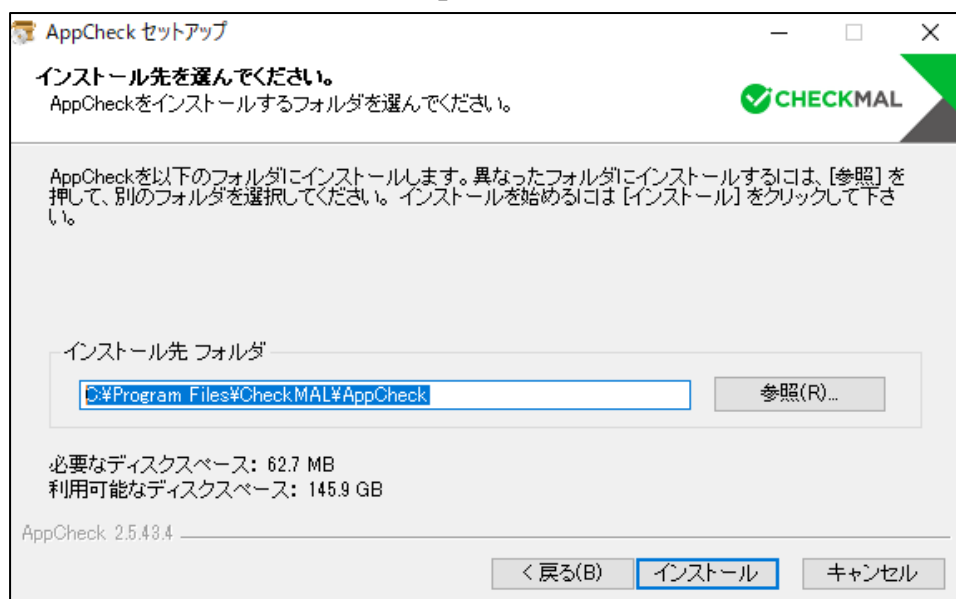 AppCheck セットアップ
インストール先を選んでください。
AppCheckをインストールするフォルダを選んでください。
CHECKMAL
AppCheckを以下のフォルダにインストールします。異なったフォルダにインストールするには、[参照] を
押して、別のフォルダを選択してください。インストールを始めるには [インストール] をクリックして下さ
い。
インストール先 フォルダ
C:¥Program Files¥CheckMAL¥AppCheck
参照(R)...
必要なディスクスペース: 62.7 MB
利用可能なディスクスペース: 145.9 GB
AppCheck 2.5.43.4
< 戻る(B)
インストール
キャンセル